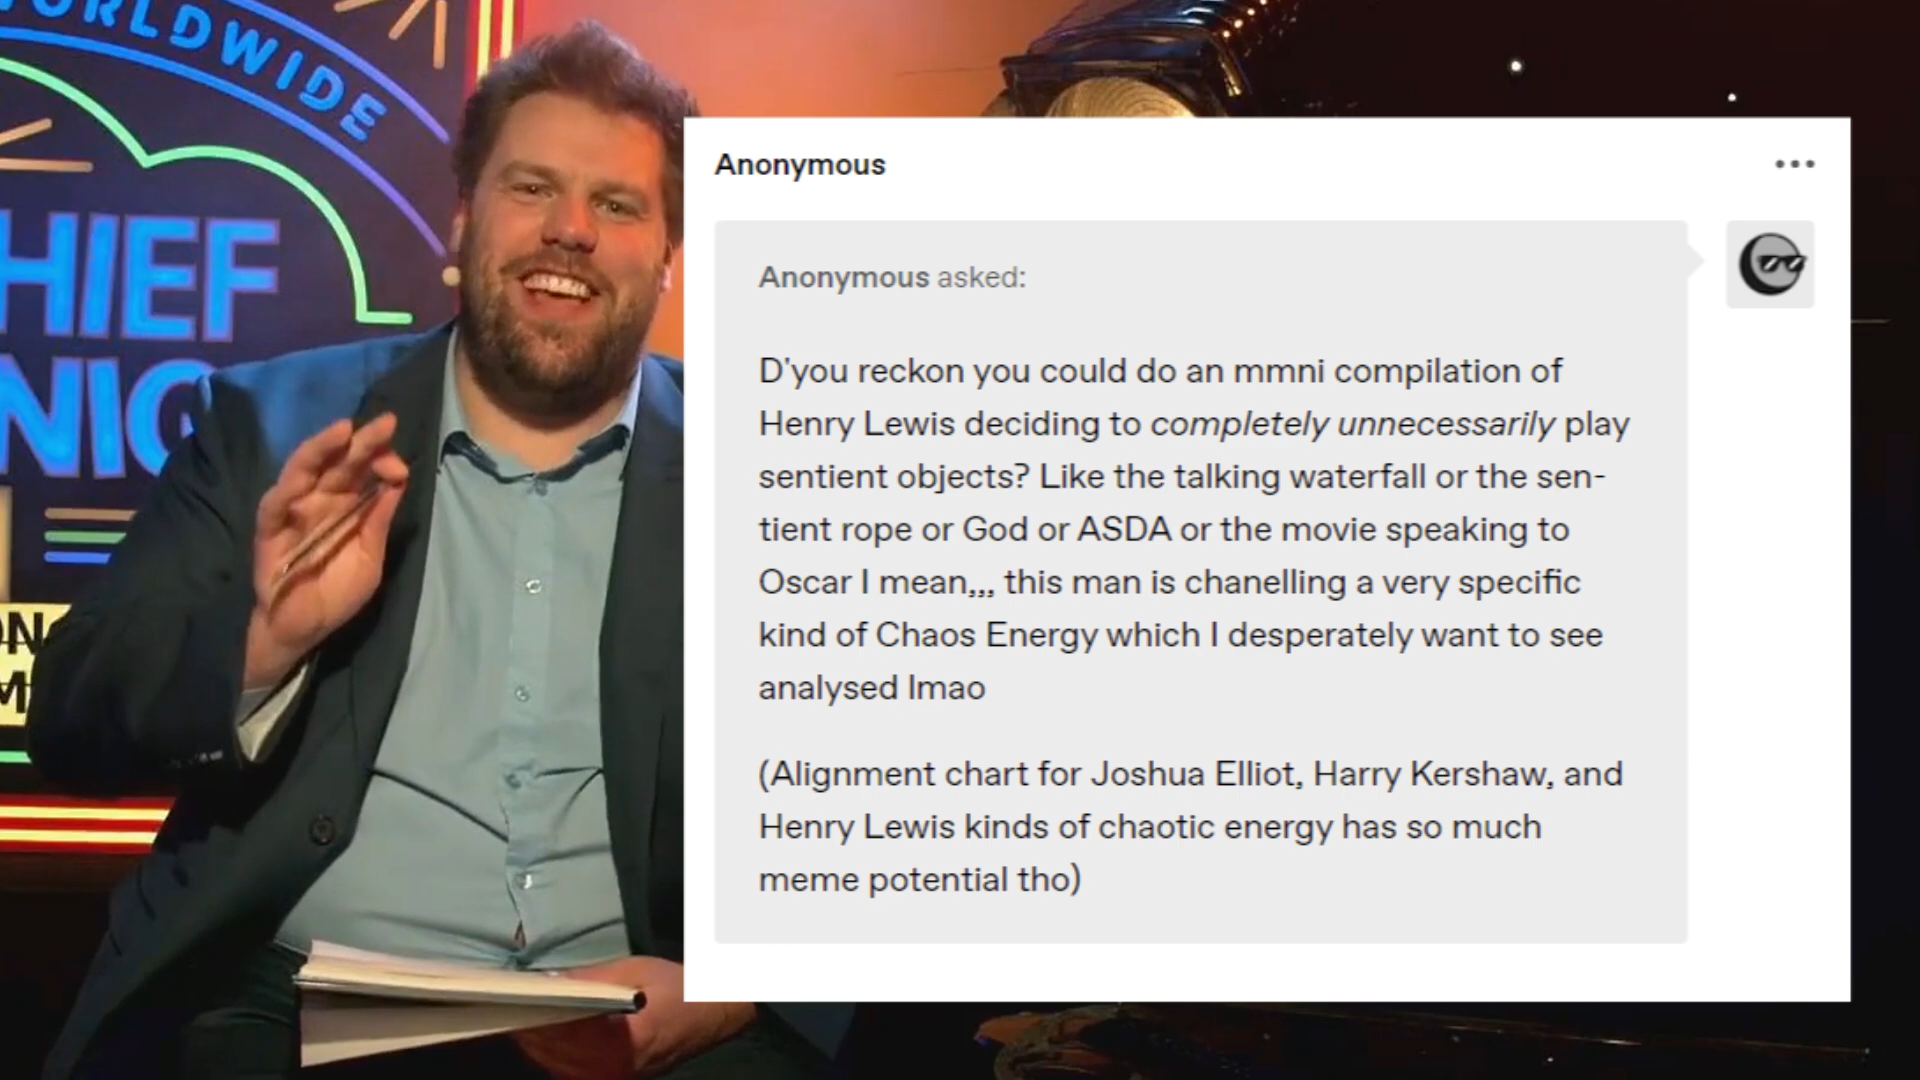 WORLDWIDE
HIEF
NIG
Anonymous
Anonymous asked:
D'you reckon you could do an mmni compilation of
Henry Lewis deciding to completely unnecessarily play
sentient objects? Like the talking waterfall or the sen-
tient rope or God or ASDA or the movie speaking to
Oscar I mean,,, this man is chanelling a very specific
kind of Chaos Energy which I desperately want to see
analysed lmao
(Alignment chart for Joshua Elliot, Harry Kershaw, and
Henry Lewis kinds of chaotic energy has so much
meme potential tho)